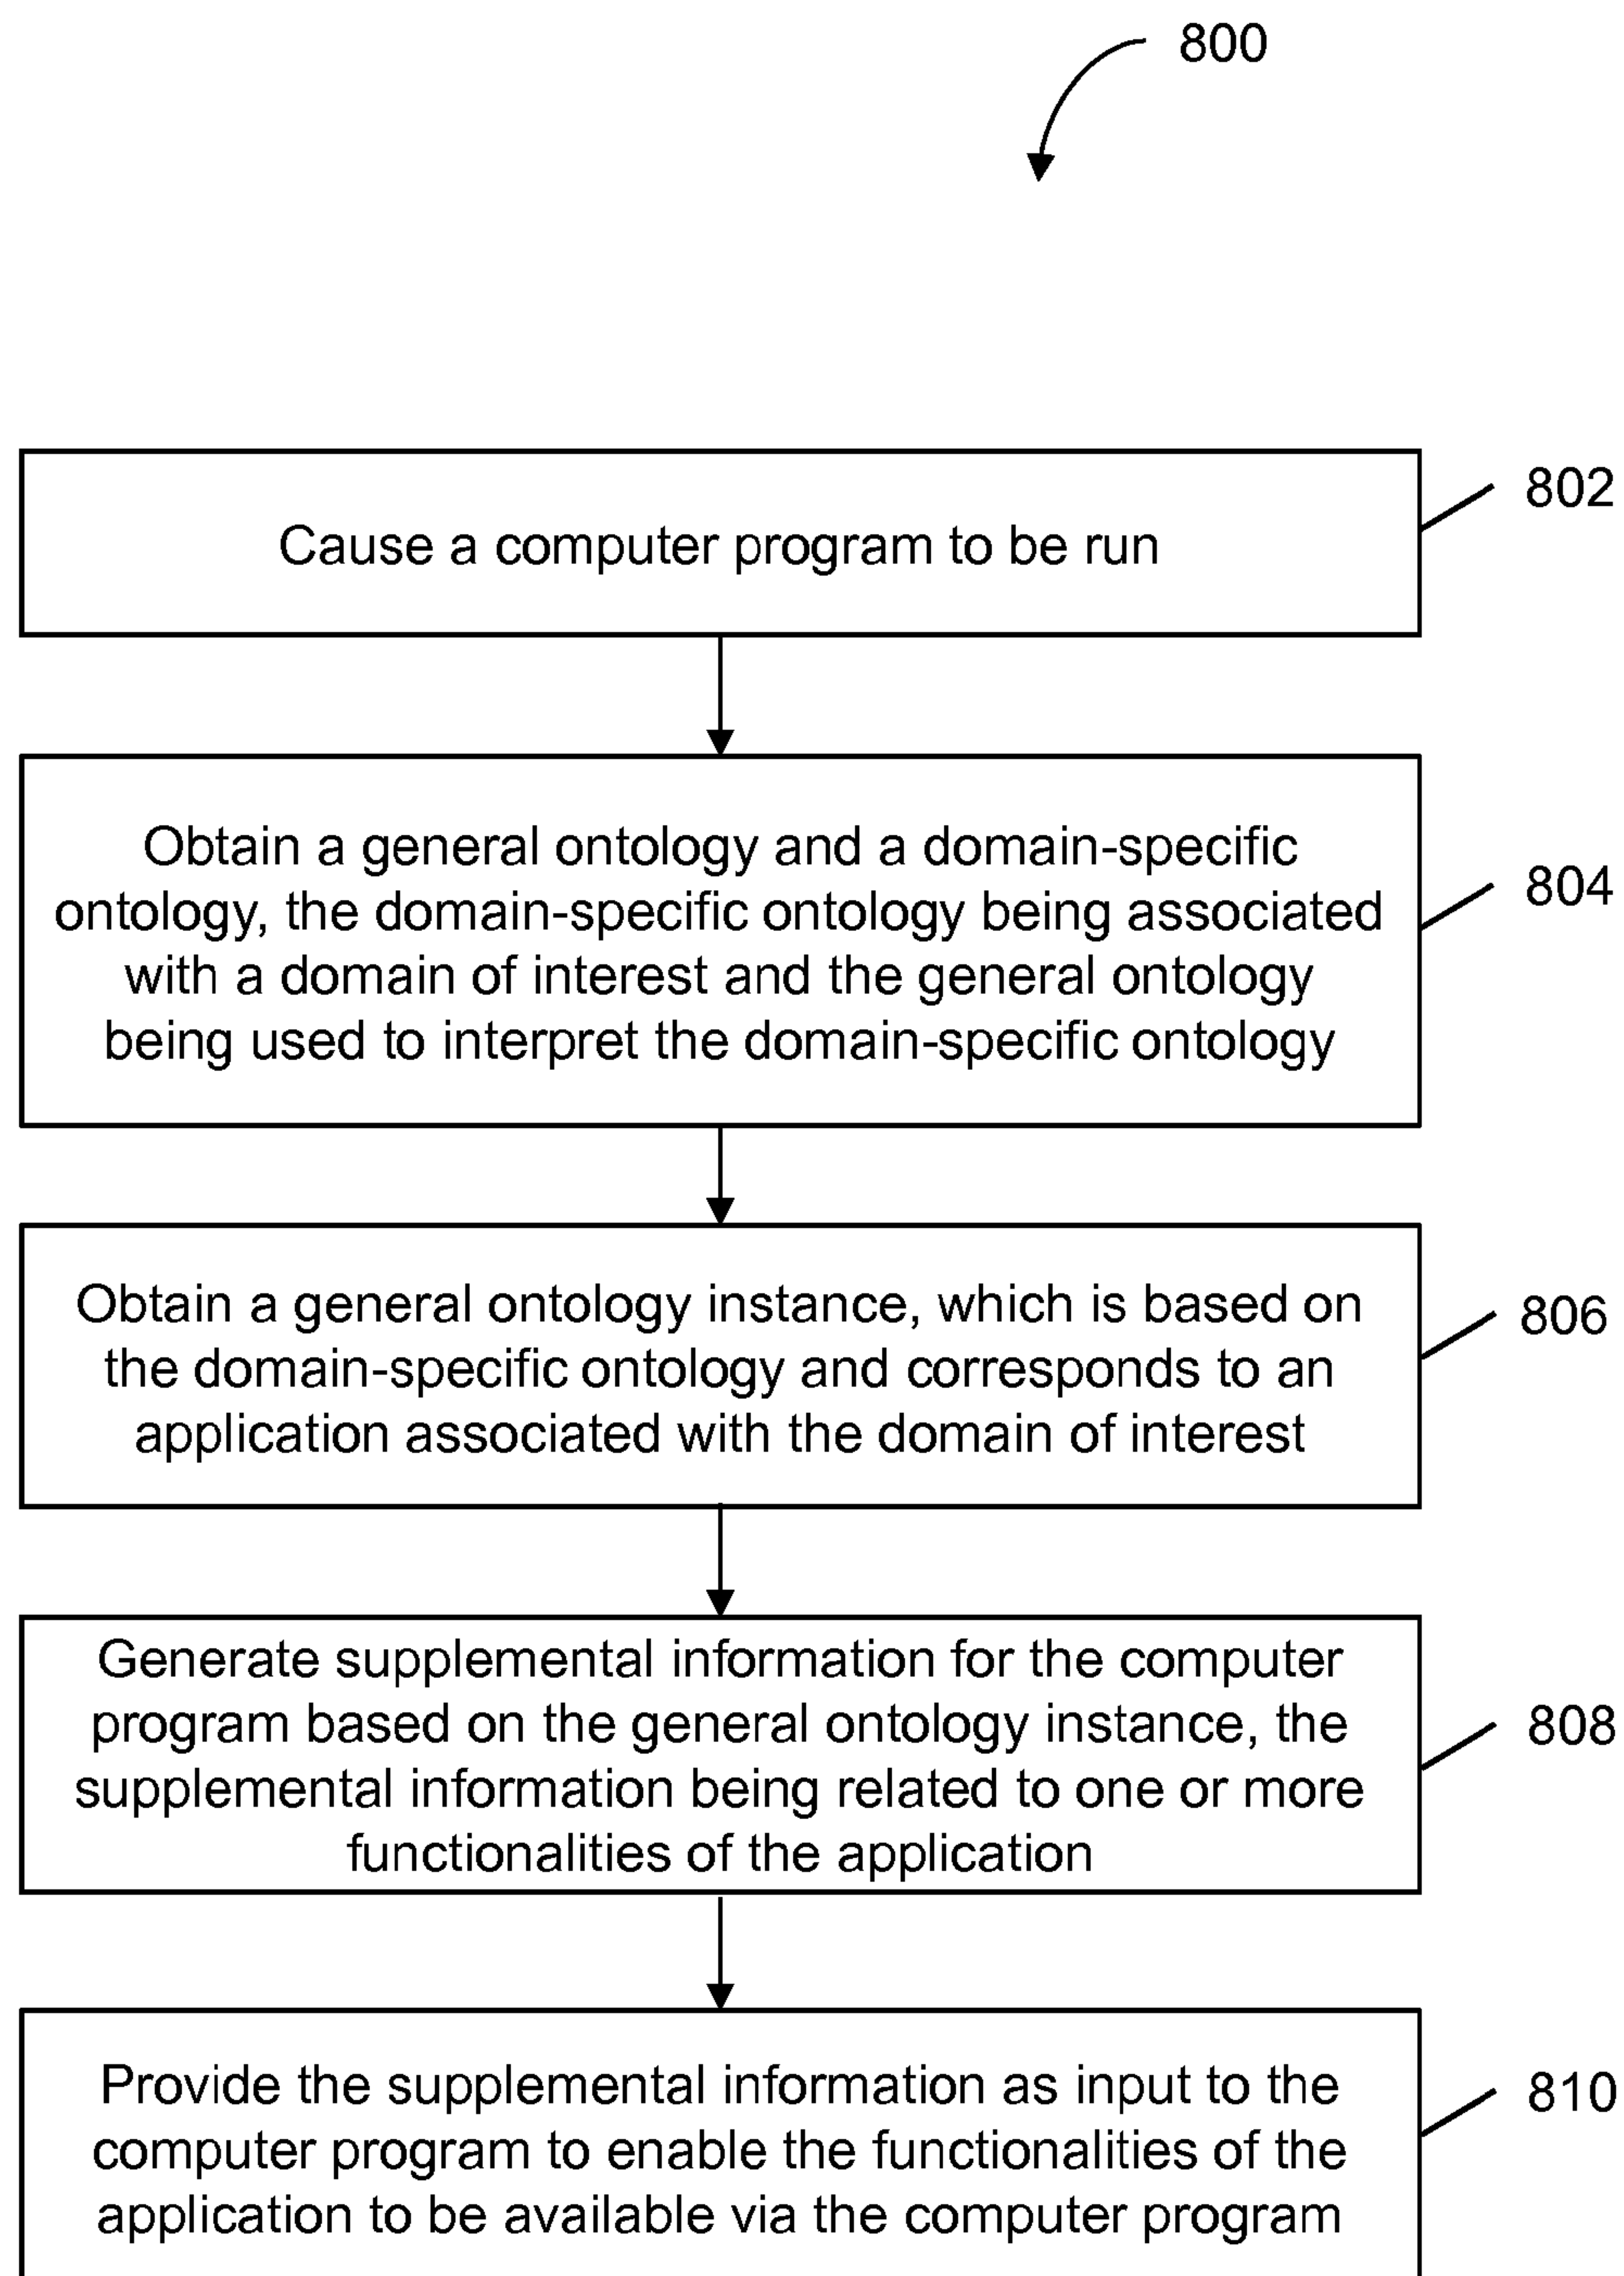 800
Cause a computer program to be run
802
Obtain a general ontology and a domain-specific
ontology, the domain-specific ontology being associated
with a domain of interest and the general ontology
being used to interpret the domain-specific ontology
804
Obtain a general ontology instance, which is based on
the domain-specific ontology and corresponds to an
application associated with the domain of interest
806
Generate supplemental information for the computer
program based on the general ontology instance, the
supplemental information being related to one or more
functionalities of the application
808
Provide the supplemental information as input to the
computer program to enable the functionalities of the
application to be available via the computer program
810